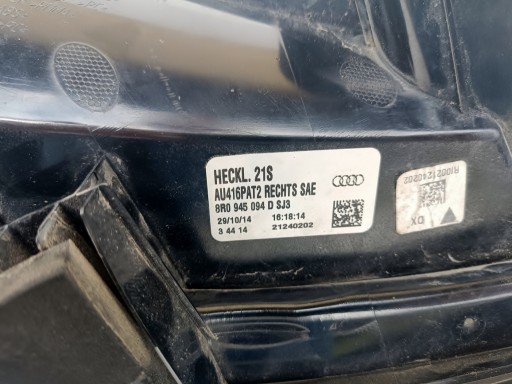 HECKL. 21S
AU416PAT2 RECHTS SAE
8R0 945 094 D SJ3
29/10/14 16:18:14
3 44 14 21240202
DX